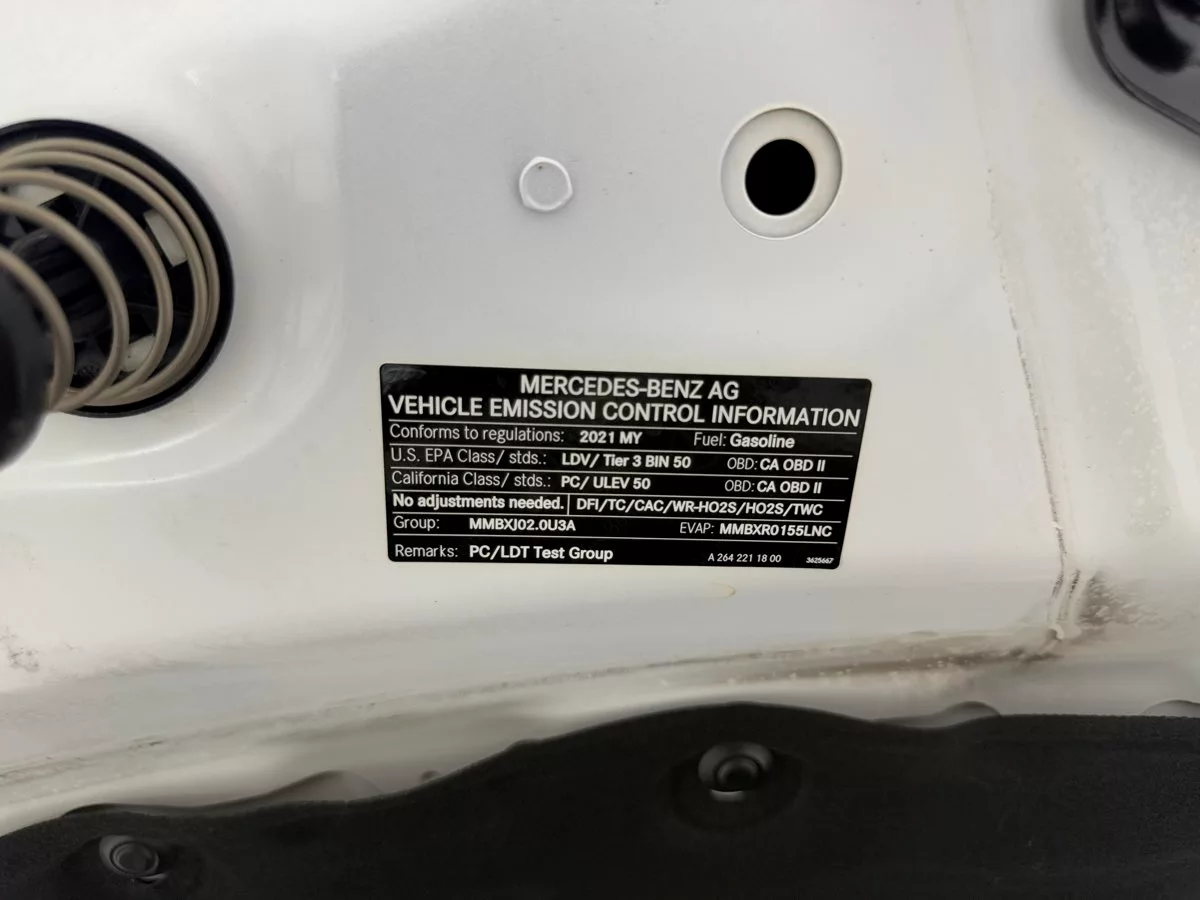 MERCEDES-BENZ AG
VEHICLE EMISSION CONTROL INFORMATION
Conforms to regulations: 2021 MY Fuel: Gasoline
U.S. EPA Class/ stds.: LDV/ Tier 3 BIN 50 OBD: CA OBD II
California Class/ stds.: PC/ ULEV 50 OBD: CA OBD II
No adjustments needed. DFI/TC/CAC/WR-HO2S/HO2S/TWC
Group: MMBXJ02.0U3A EVAP: MMBXR0155LNC
Remarks: PC/LDT Test Group A 264 221 18 00 3625667